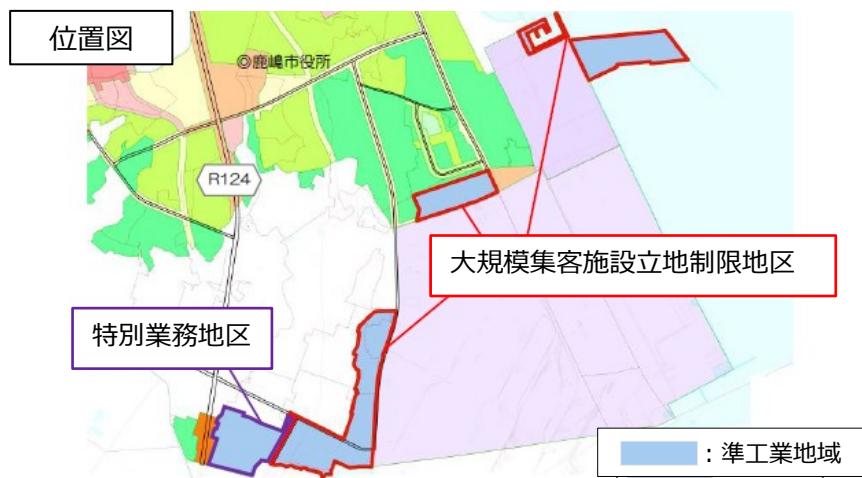 位置図
◎鹿嶋市役所
R124
大規模集客施設立地制限地区
特別業務地区
：準工業地域